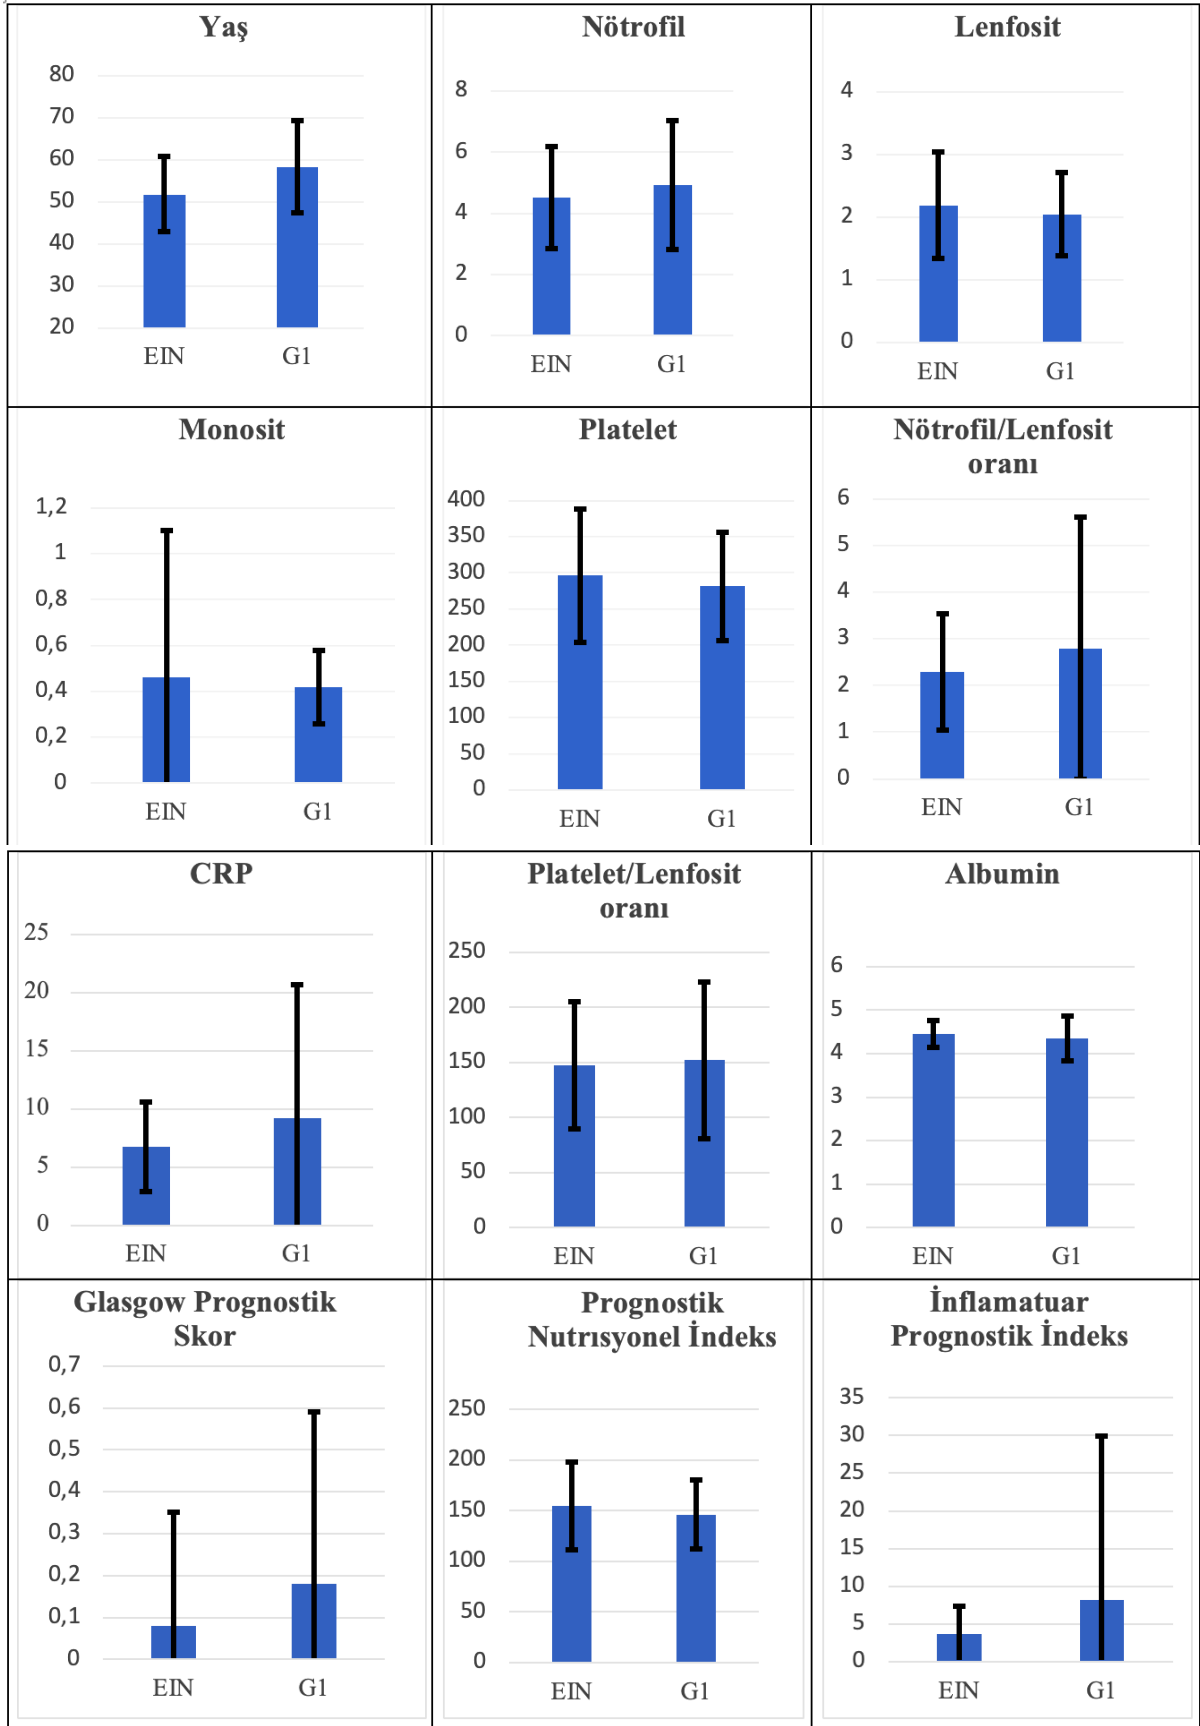 Yaş
80
70
60
50
40
30
20
EIN G1
Nötrofil
8
6
4
2
0
EIN G1
Lenfosit
4
3
2
1
0
EIN G1
Monosit
1,2
1
0,8
0,6
0,4
0,2
0
EIN G1
Platelet
400
350
300
250
200
150
100
50
0
EIN G1
Nötrofil/Lenfosit
oranı
6
5
4
3
2
1
0
EIN G1
CRP
25
20
15
10
5
0
EIN G1
Platelet/Lenfosit
oranı
250
200
150
100
50
0
EIN G1
Albumin
6
5
4
3
2
1
0
EIN G1
Glasgow Prognostik
Skor
0,7
0,6
0,5
0,4
0,3
0,2
0,1
0
EIN G1
Prognostik
Nutrısyonel İndeks
250
200
150
100
50
0
EIN G1
İnflamatuar
Prognostik İndeks
35
30
25
20
15
10
5
0
EIN G1